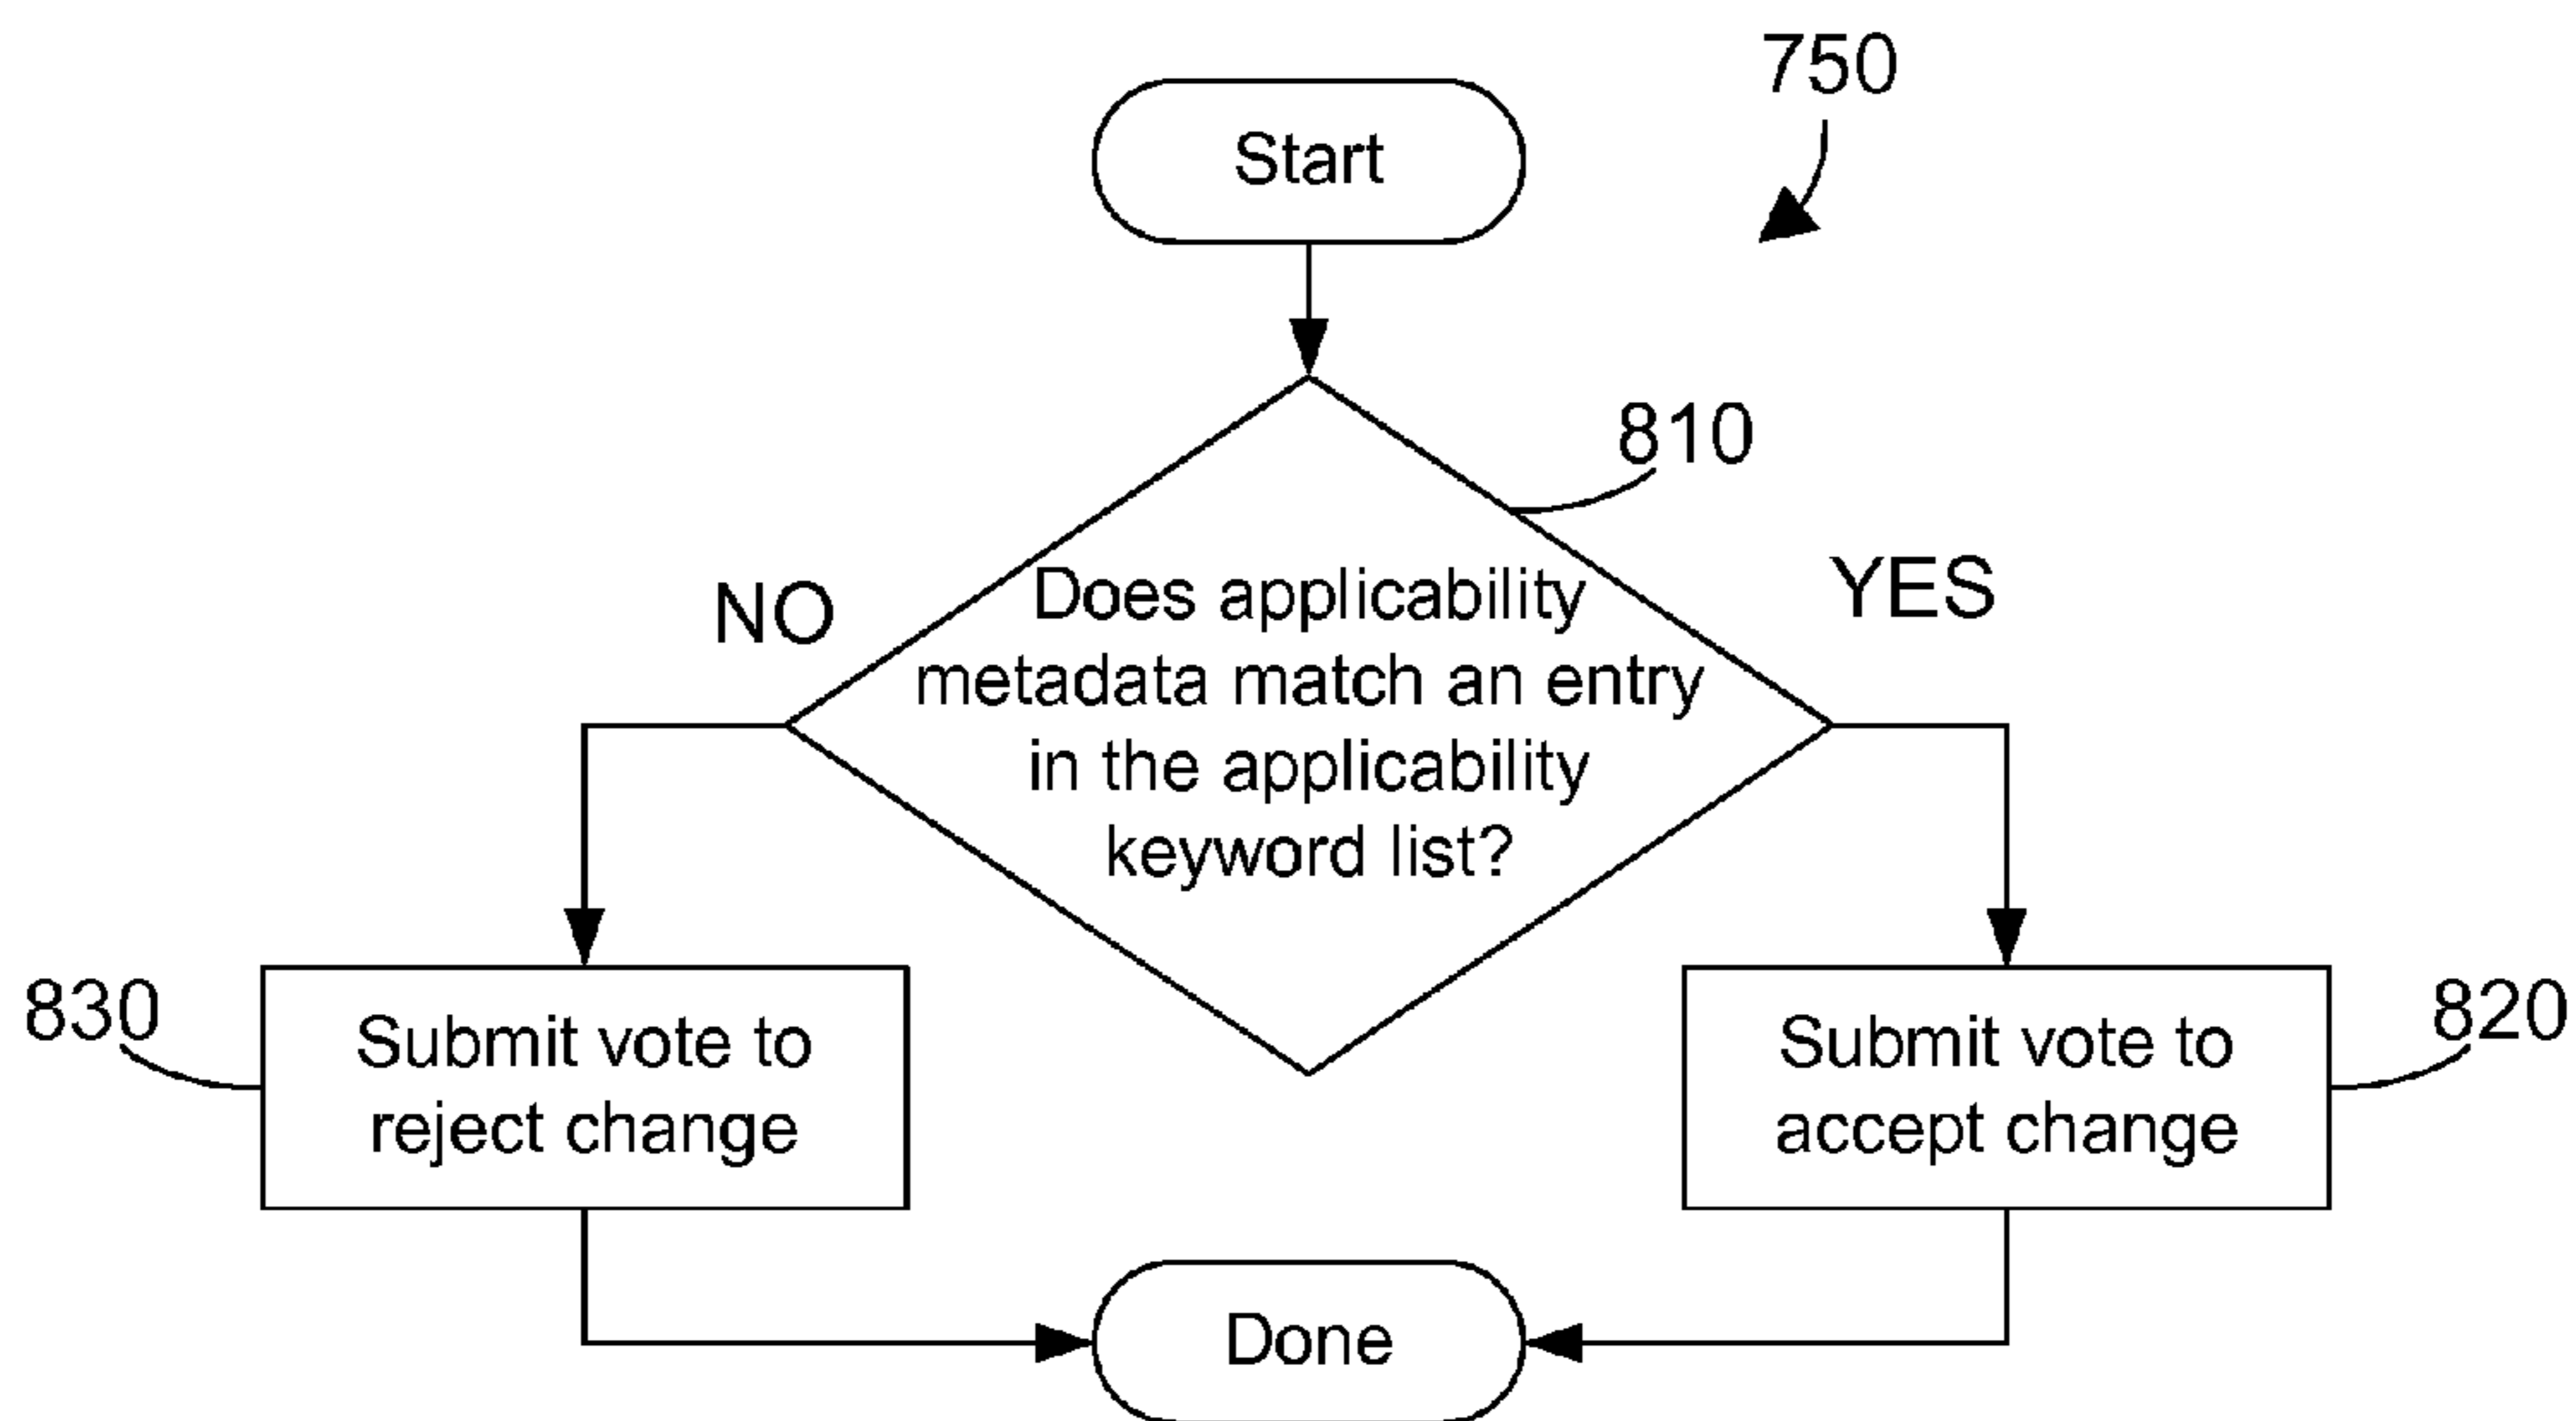 750
Start
810
NO
YES
Does applicability
metadata match an entry
in the applicability
keyword list?
830
Submit vote to
reject change
Submit vote to
accept change
820
Done